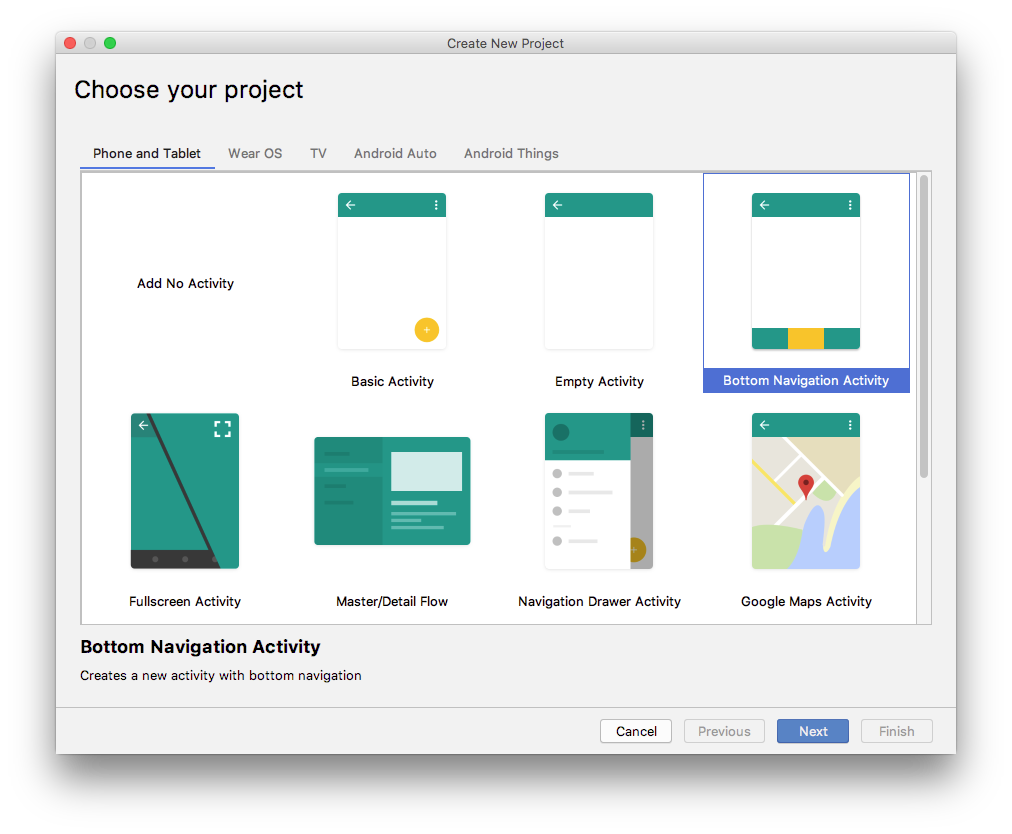 Create New Project
Choose your project
Phone and Tablet Wear OS TV Android Auto Android Things
Add No Activity
Basic Activity Empty Activity Bottom Navigation Activity
Fullscreen Activity Master/Detail Flow Navigation Drawer Activity Google Maps Activity
Bottom Navigation Activity
Creates a new activity with bottom navigation
Cancel Previous Next Finish